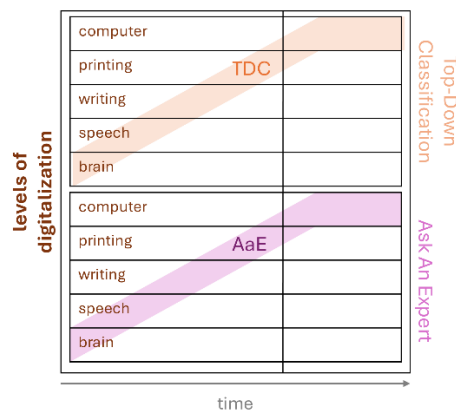 computer
printing
TDC
writing
speech
brain
computer
printing
AaE
writing
speech
brain
levels of
digitalization
Top-Down
Classification
Ask An Expert
time